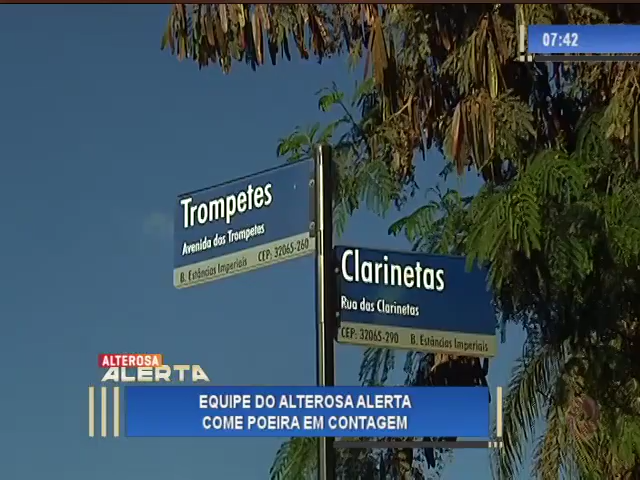 07:42
Trompetes
Avenida dos Trompetes
B. Estâncias Imperiais CEP: 32065-260
Clarinetas
Rua das Clarinetas
CEP: 32065-290 B. Estâncias Imperiais
ALTEROSA
ALERTA
EQUIPE DO ALTEROSA ALERTA
COME POEIRA EM CONTAGEM